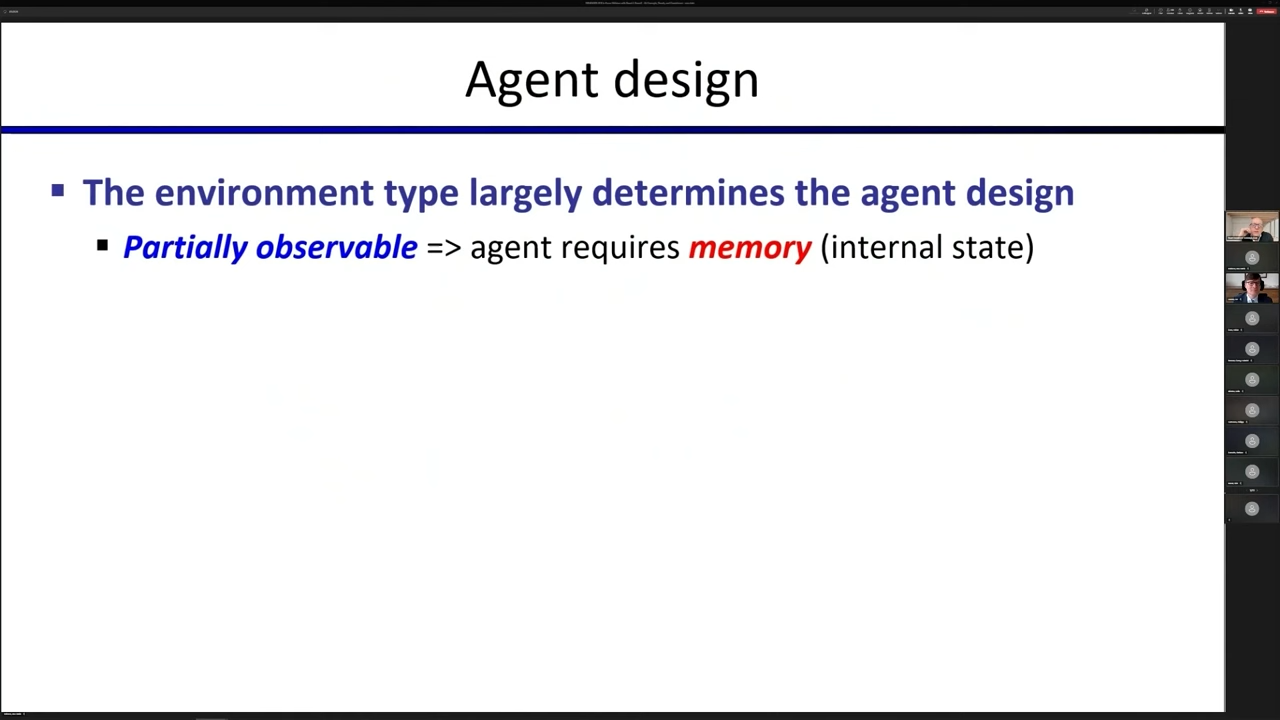 Agent design
▪ The environment type largely determines the agent design
▪ Partially observable => agent requires memory (internal state)